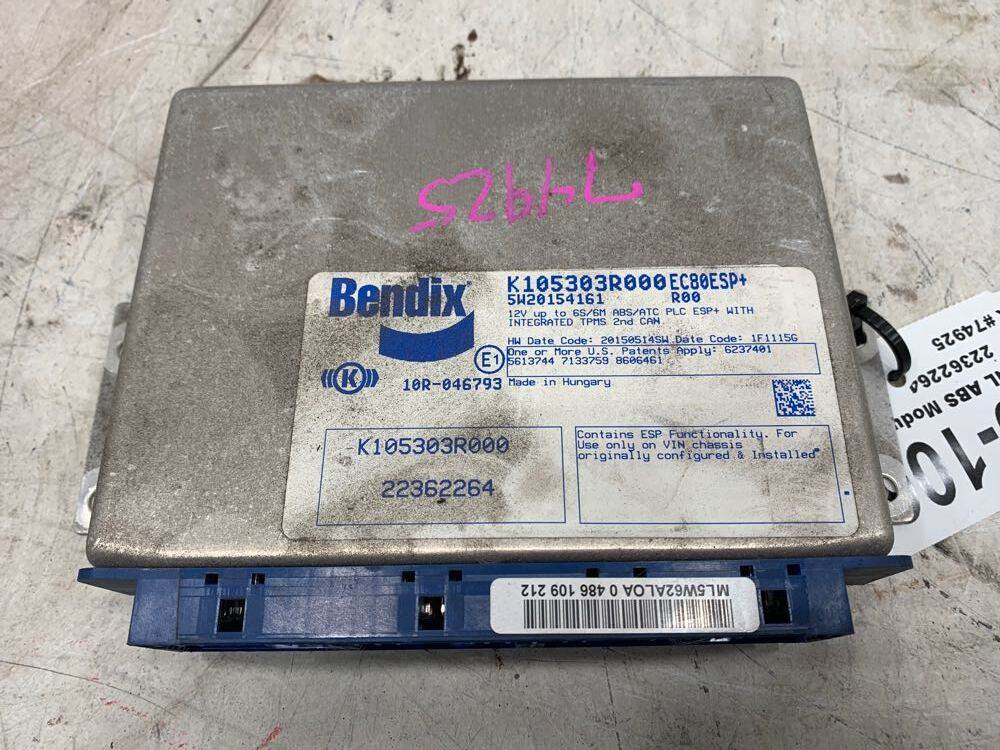 74925
Bendix
K105303R000 EC80ESP+
5W20154161 R00
12V up to 6S/6M ABS/ATC PLC ESP+ WITH
INTEGRATED TPMS 2nd CAN
HW Date Code: 20150514SW Date Code: 1F1115G
One or More U.S. Patents Apply: 6237401
5613744 7133759 8606461
E1
K
10R-046793 Made in Hungary
K105303R000
22362264
Contains ESP Functionality. For
Use only on VIN chassis
originally configured & Installed
ML5W62ALOA 0 486 109 212
#74925
22362264
ABS